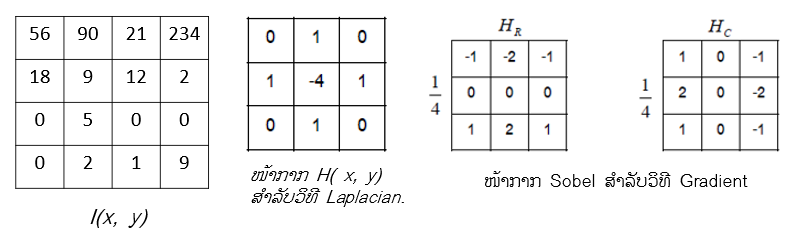 56 90 21 234
18 9 12 2
0 5 0 0
0 2 1 9
I(x, y)
0 1 0
1 -4 1
0 1 0
ໜ້າກາກ H( x, y)
ສຳລັບວິທີ Laplacian.
H_R
1/4
-1 -2 -1
0 0 0
1 2 1
H_C
1/4
1 0 -1
2 0 -2
1 0 -1
ໜ້າກາກ Sobel ສຳລັບວິທີ Gradient